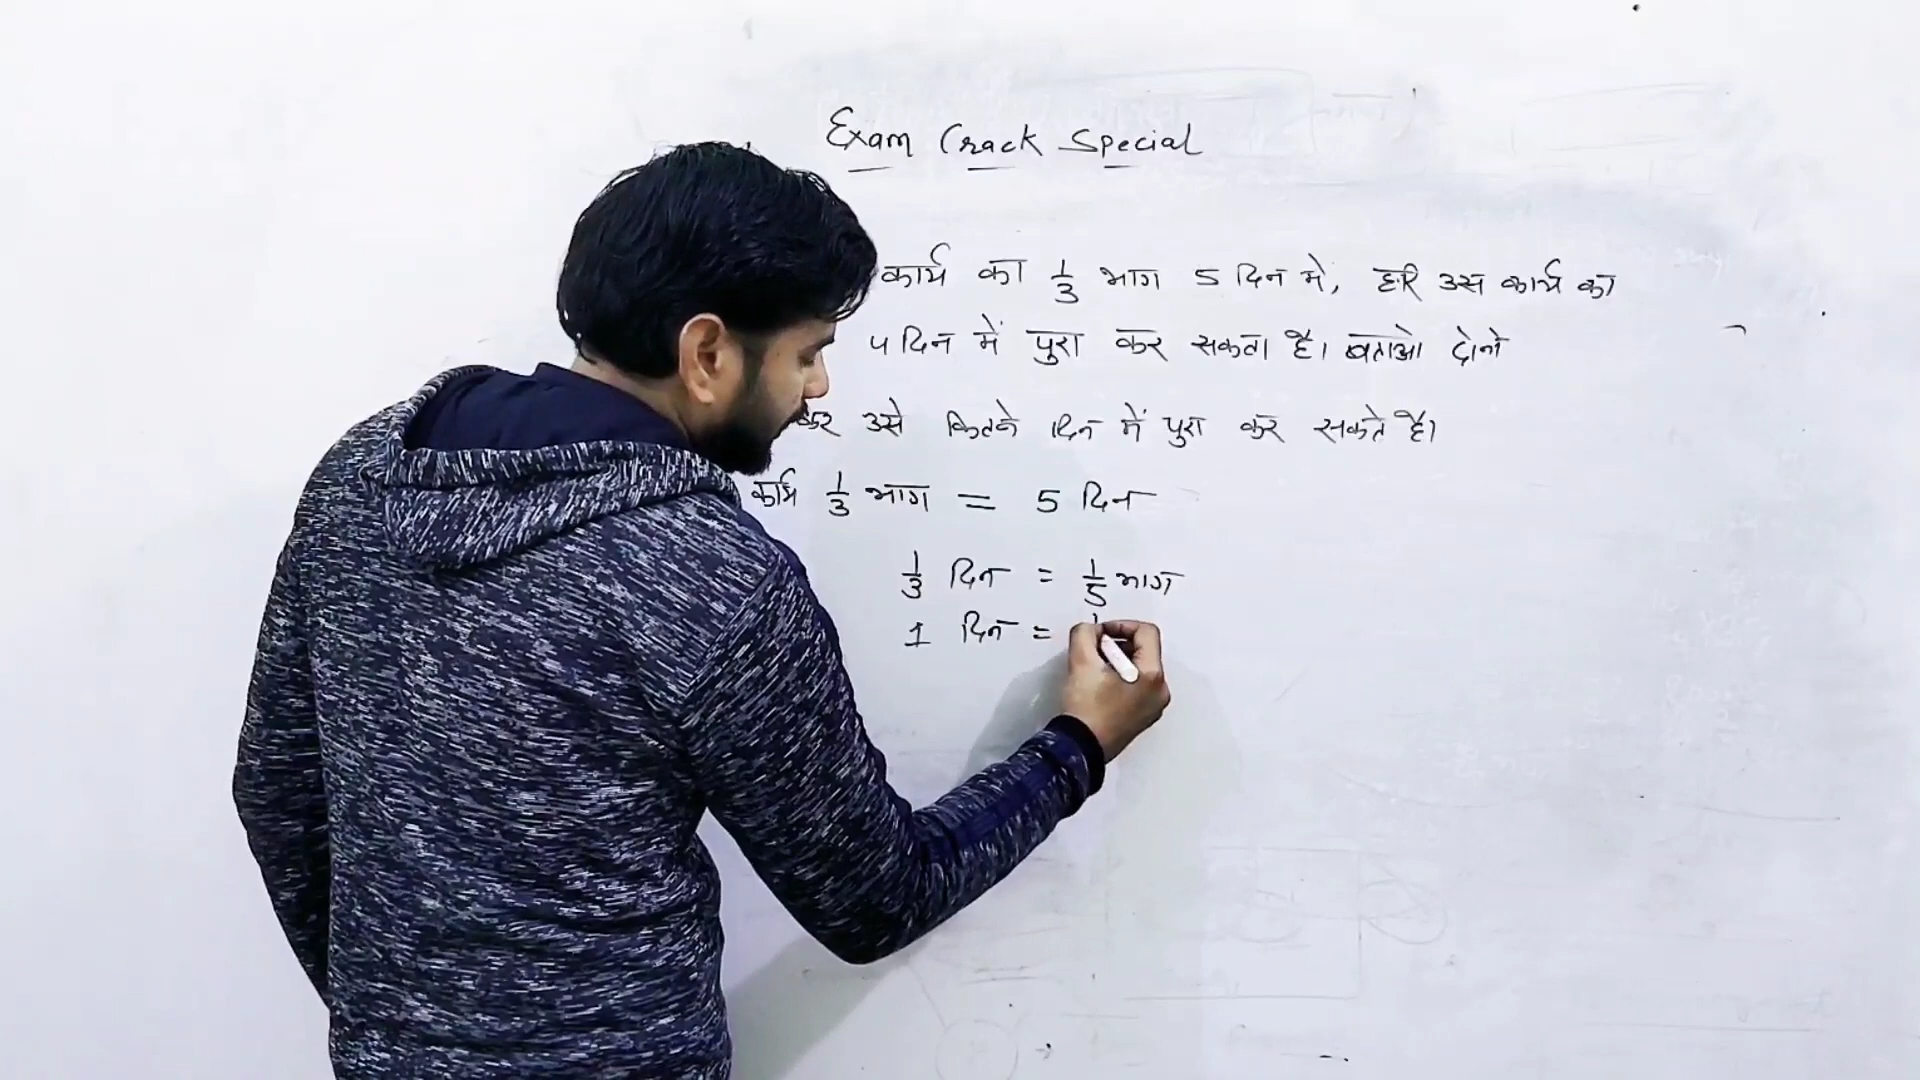 Exam Crack Special
कार्य का 1/3 भाग 5 दिन मे, हरि उस कार्य का
दिन में पुरा कर सकता है। बताओ दोनो
उसे कितने दिन में पुरा कर सकते है।
कार्य 1/3 भाग = 5 दिन
1/3 दिन = 1/5 भाग
1 दिन =